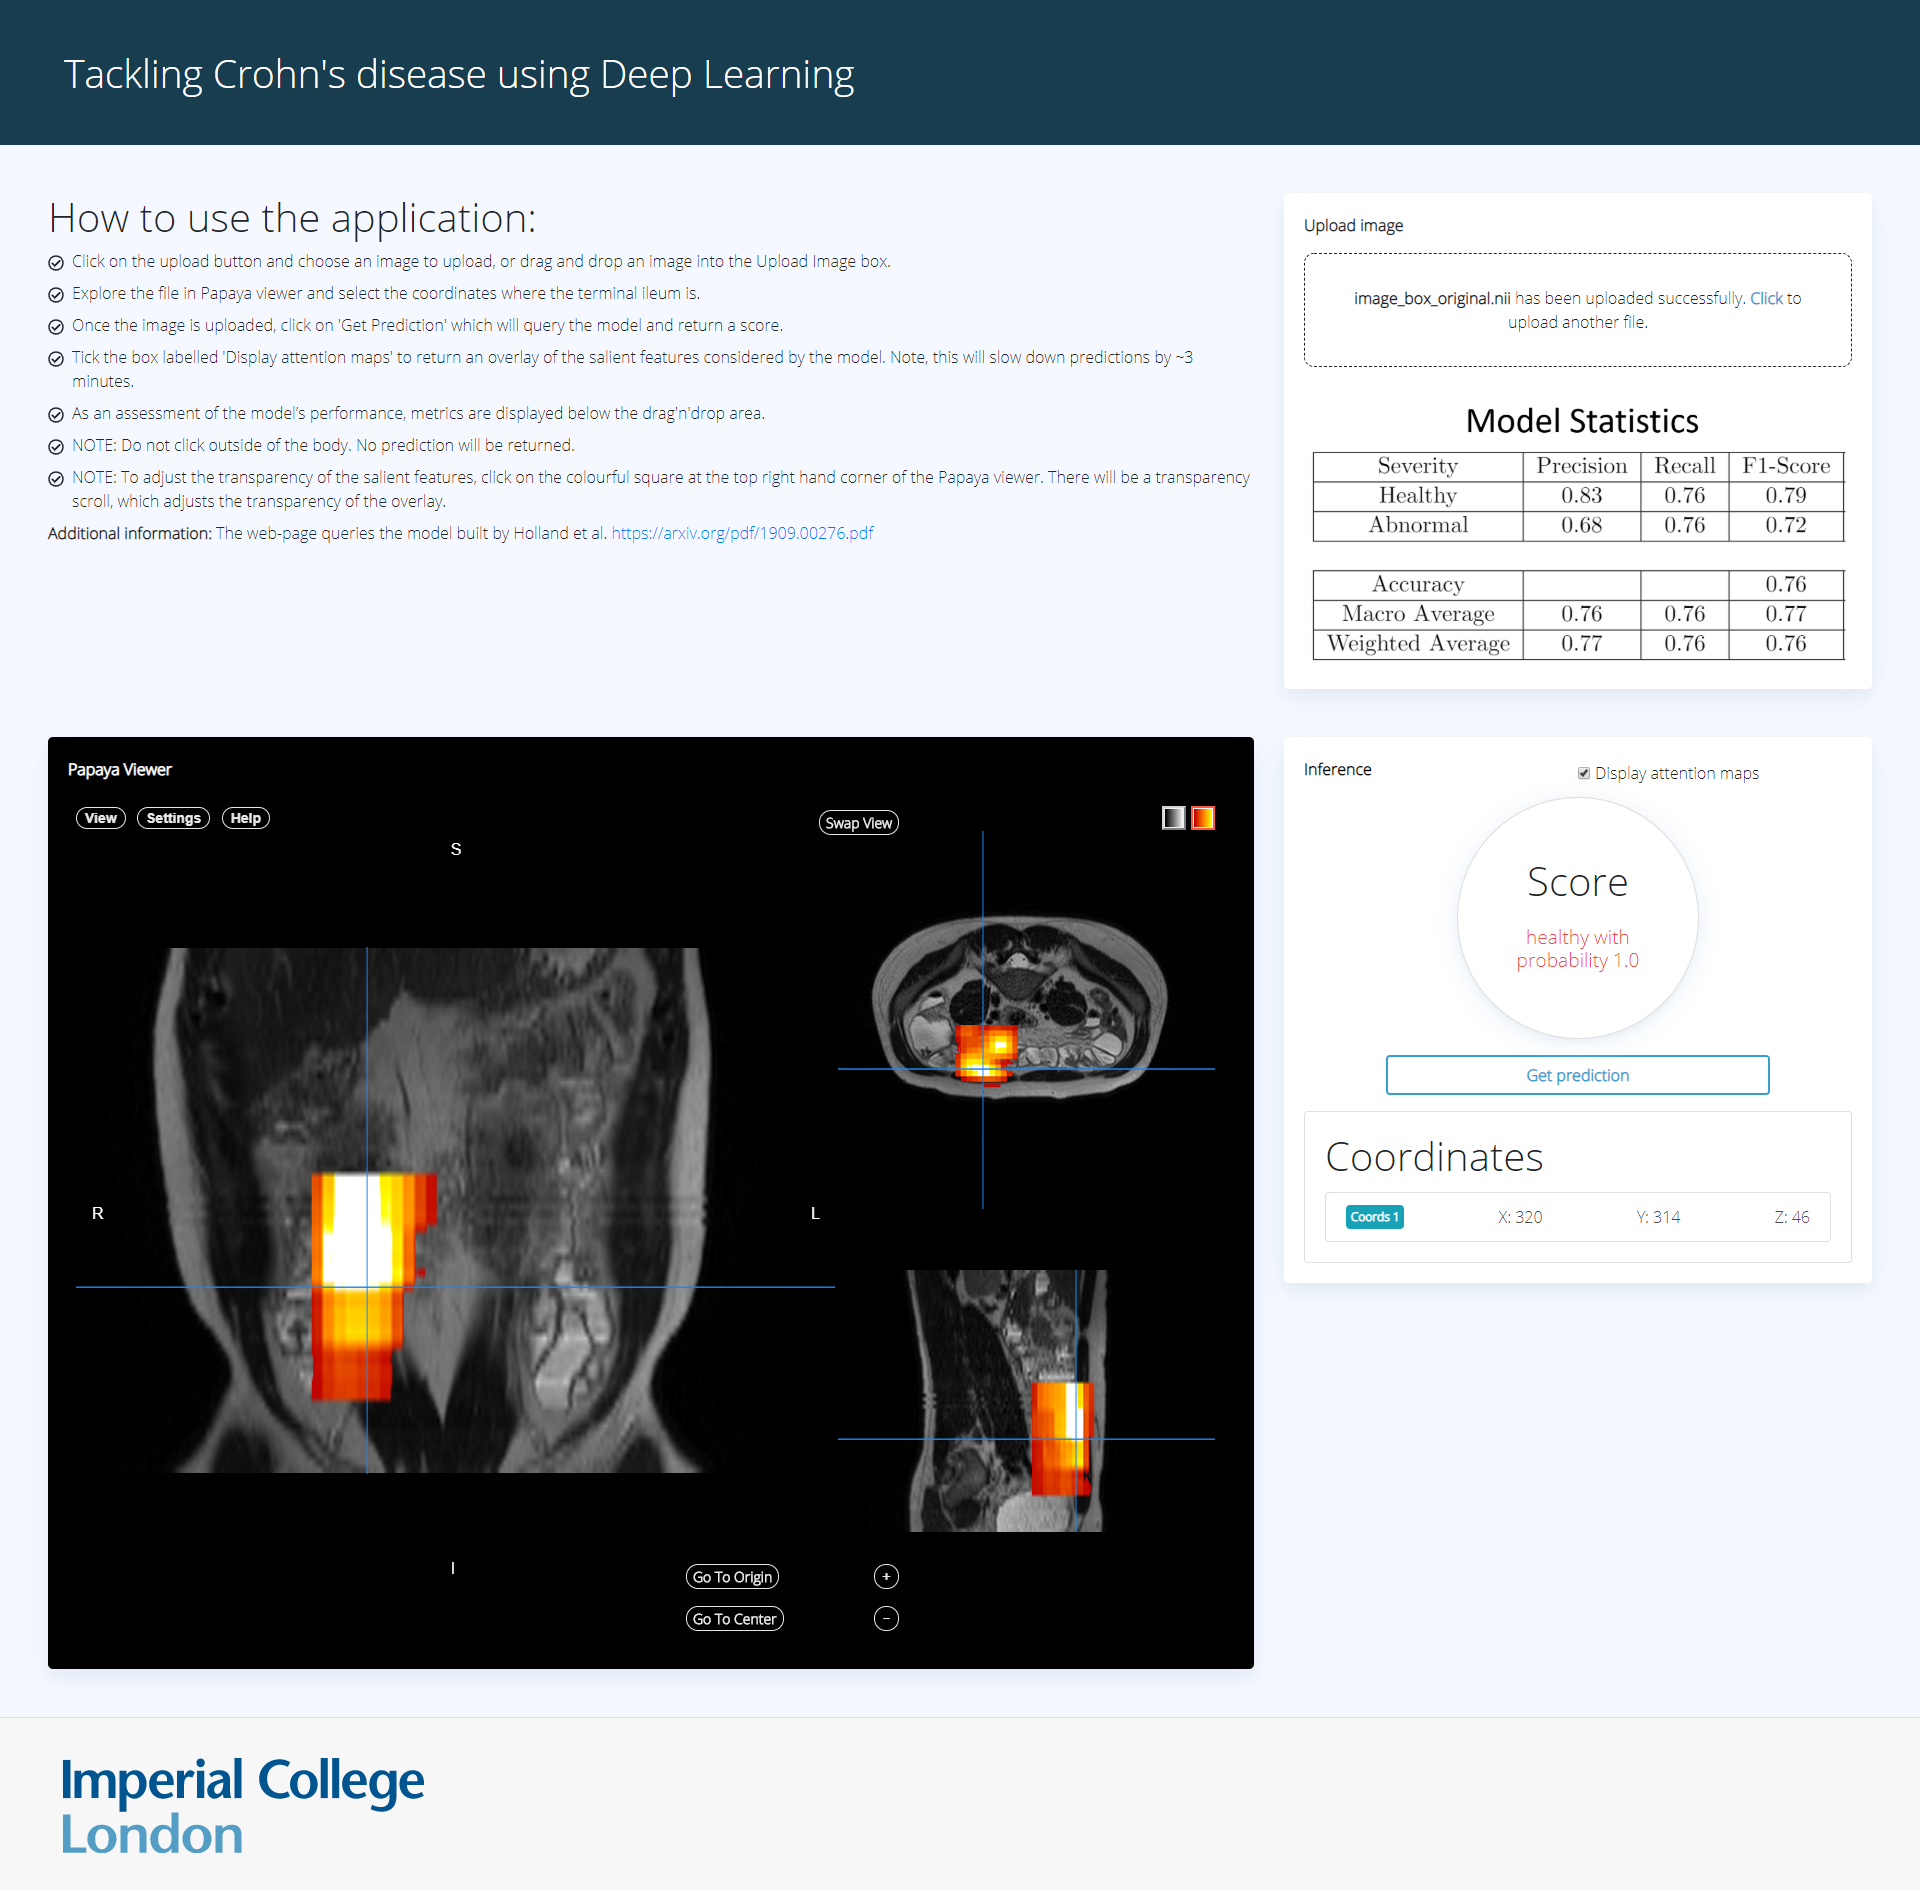 Tackling Crohn's disease using Deep Learning
How to use the application:
Click on the upload button and choose an image to upload, or drag and drop an image into the Upload Image box.
Explore the file in Papaya viewer and select the coordinates where the terminal ileum is.
Once the image is uploaded, click on 'Get Prediction' which will query the model and return a score.
Tick the box labelled 'Display attention maps' to return an overlay of the salient features considered by the model. Note, this will slow down predictions by ~3
minutes.
As an assessment of the model’s performance, metrics are displayed below the drag'n'drop area.
NOTE: Do not click outside of the body. No prediction will be returned.
NOTE: To adjust the transparency of the salient features, click on the colourful square at the top right hand corner of the Papaya viewer. There will be a transparency
scroll, which adjusts the transparency of the overlay.
Additional information: The web-page queries the model built by Holland et al. https://arxiv.org/pdf/1909.00276.pdf
Upload image
image_box_original.nii has been uploaded successfully. Click to
upload another file.
Model Statistics
Severity Precision Recall F1-Score
Healthy 0.83 0.76 0.79
Abnormal 0.68 0.76 0.72
Accuracy 0.76
Macro Average 0.76 0.76 0.77
Weighted Average 0.77 0.76 0.76
Papaya Viewer
View Settings Help
Swap View
S
R
L
I
Go To Origin +
Go To Center -
Inference
Display attention maps
Score
healthy with
probability 1.0
Get prediction
Coordinates
Coords 1 X: 320 Y: 314 Z: 46
Imperial College
London